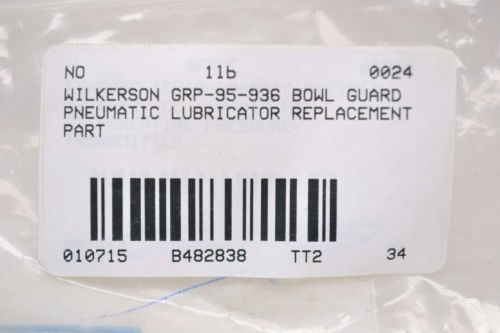 NO 1lb 0024
WILKERSON GRP-95-936 BOWL GUARD
PNEUMATIC LUBRICATOR REPLACEMENT
PART
010715 B482838 TT2 34